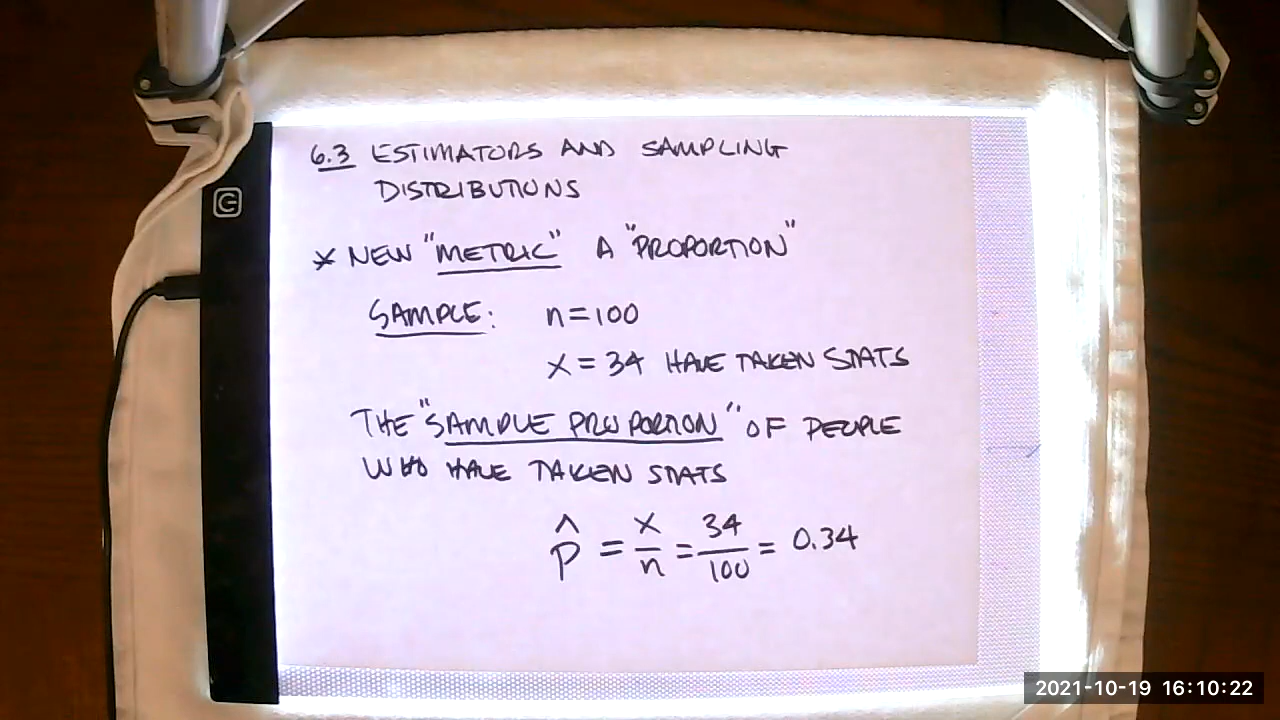 6.3 ESTIMATORS AND SAMPLING
DISTRIBUTIONS
* NEW "METRIC" A "PROPORTION"
SAMPLE: n=100
x = 34 HAVE TAKEN STATS
THE "SAMPLE PROPORTION" OF PEOPLE
WHO HAVE TAKEN STATS
p̂ = x/n = 34/100 = 0.34
2021-10-19 16:10:22